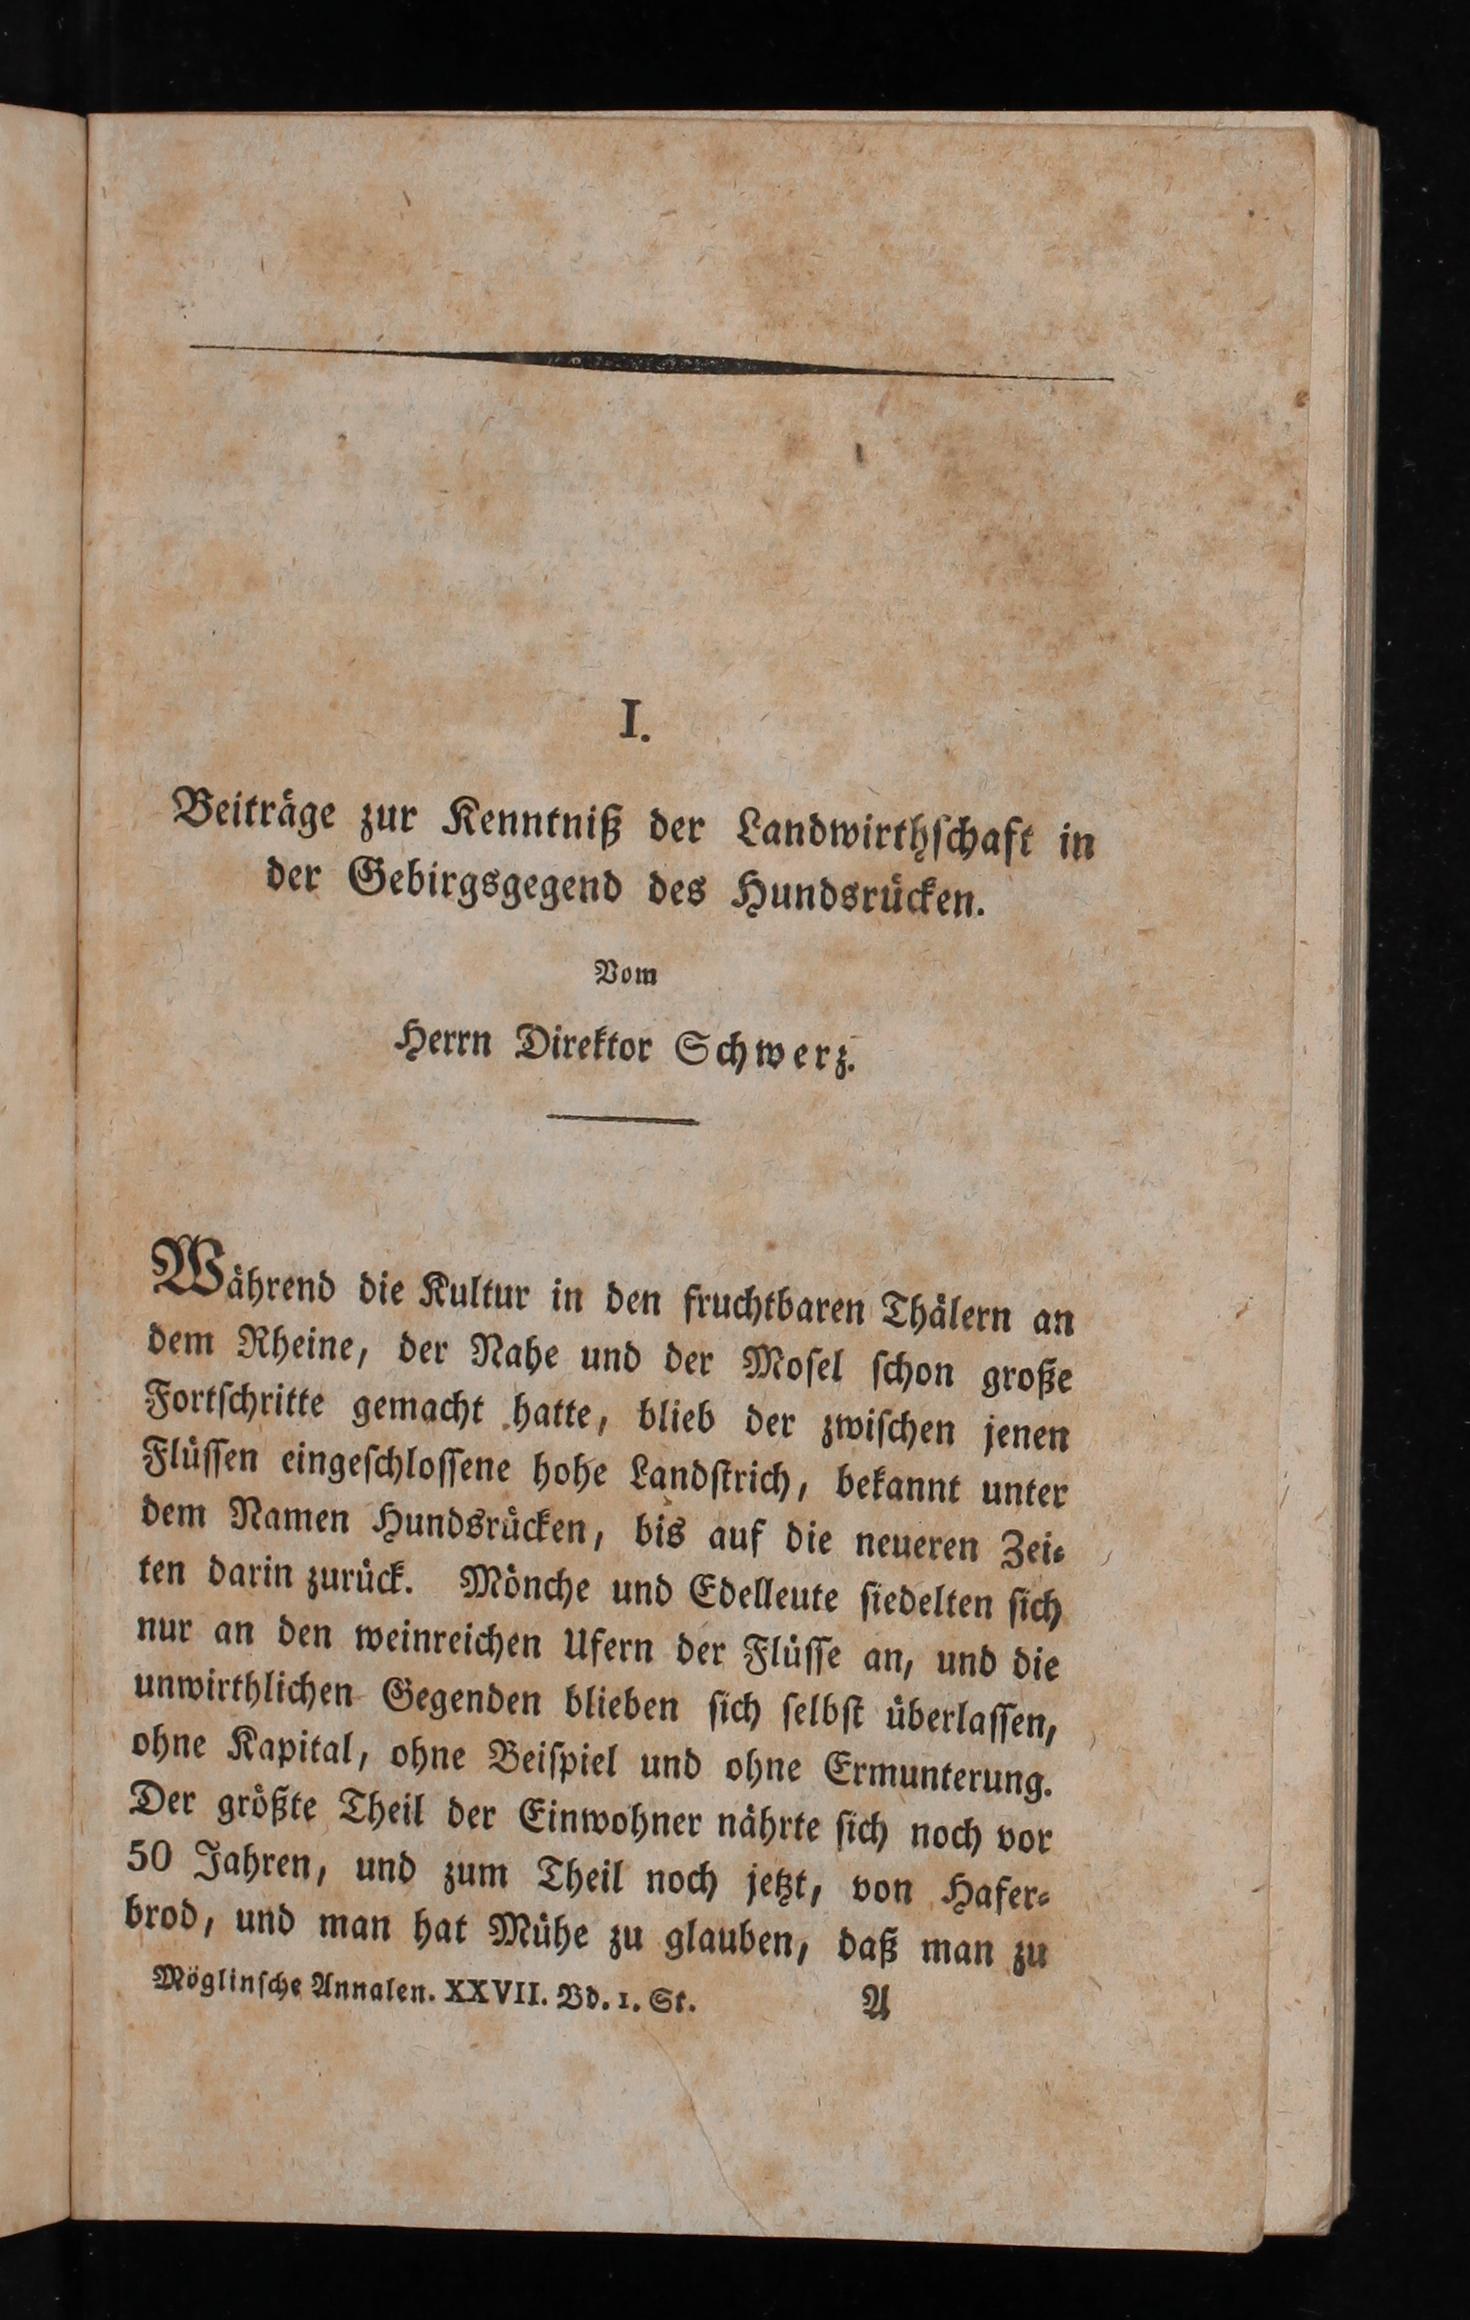 I.
Beiträge zur Kenntniß der Landwirthſchaft in
der Gebirgsgegend des Hundsrücken.
Vom
Herrn Direktor Schwerz.
Während die Kultur in den fruchtbaren Thälern an
dem Rheine, der Nahe und der Moſel ſchon große
Fortſchritte gemacht hatte, blieb der zwiſchen jenen
Flüſſen eingeſchloſſene hohe Landſtrich, bekannt unter
dem Namen Hundsrücken, bis auf die neueren Zei⸗
ten darin zurück. Mönche und Edelleute ſiedelten ſich
nur an den weinreichen Ufern der Flüſſe an, und die
unwirthlichen Gegenden blieben ſich ſelbſt überlaſſen,
ohne Kapital, ohne Beiſpiel und ohne Ermunterung.
Der größte Theil der Einwohner nährte ſich noch vor
50 Jahren, und zum Theil noch jetzt, von Hafer⸗
brod, und man hat Mühe zu glauben, daß man zu
Möglinſche Annalen. XXVII. Bd. 1. St. A